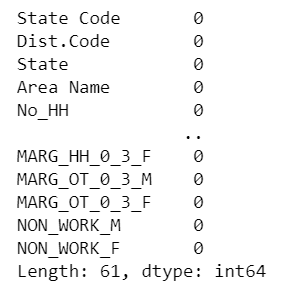 State Code 0
Dist.Code 0
State 0
Area Name 0
No_HH 0
..
MARG_HH_0_3_F 0
MARG_OT_0_3_M 0
MARG_OT_0_3_F 0
NON_WORK_M 0
NON_WORK_F 0
Length: 61, dtype: int64